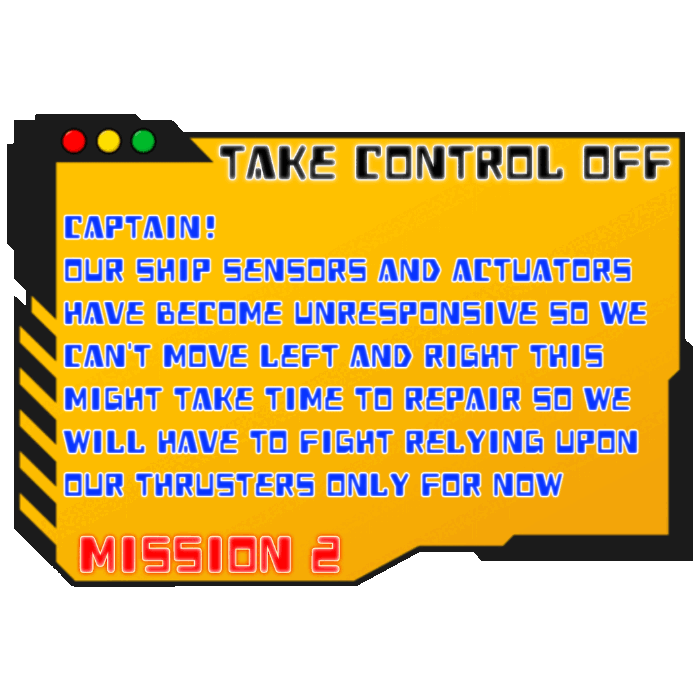 TAKE CONTROL OFF
CAPTAIN!
OUR SHIP SENSORS AND ACTUATORS
HAVE BECOME UNRESPONSIVE SO WE
CAN'T MOVE LEFT AND RIGHT THIS
MIGHT TAKE TIME TO REPAIR SO WE
WILL HAVE TO FIGHT RELYING UPON
OUR THRUSTERS ONLY FOR NOW
MISSION 2